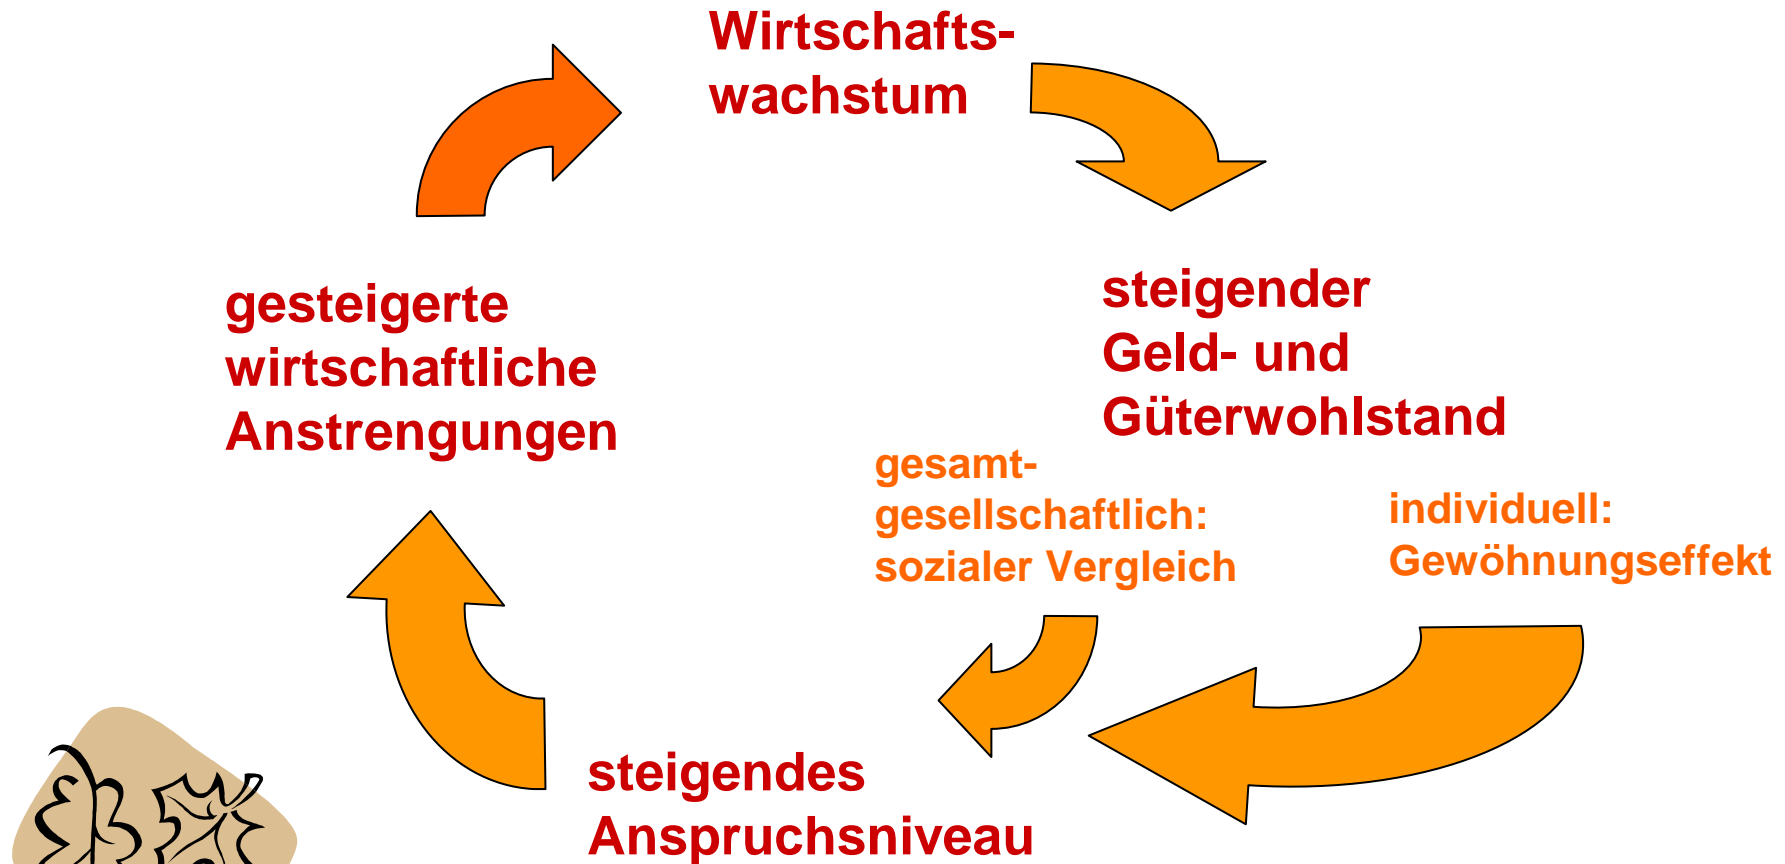 Wirtschafts-
wachstum
steigender
Geld- und
Güterwohlstand
gesteigerte
wirtschaftliche
Anstrengungen
gesamt-
gesellschaftlich:
sozialer Vergleich
individuell:
Gewöhnungseffekt
steigendes
Anspruchsniveau